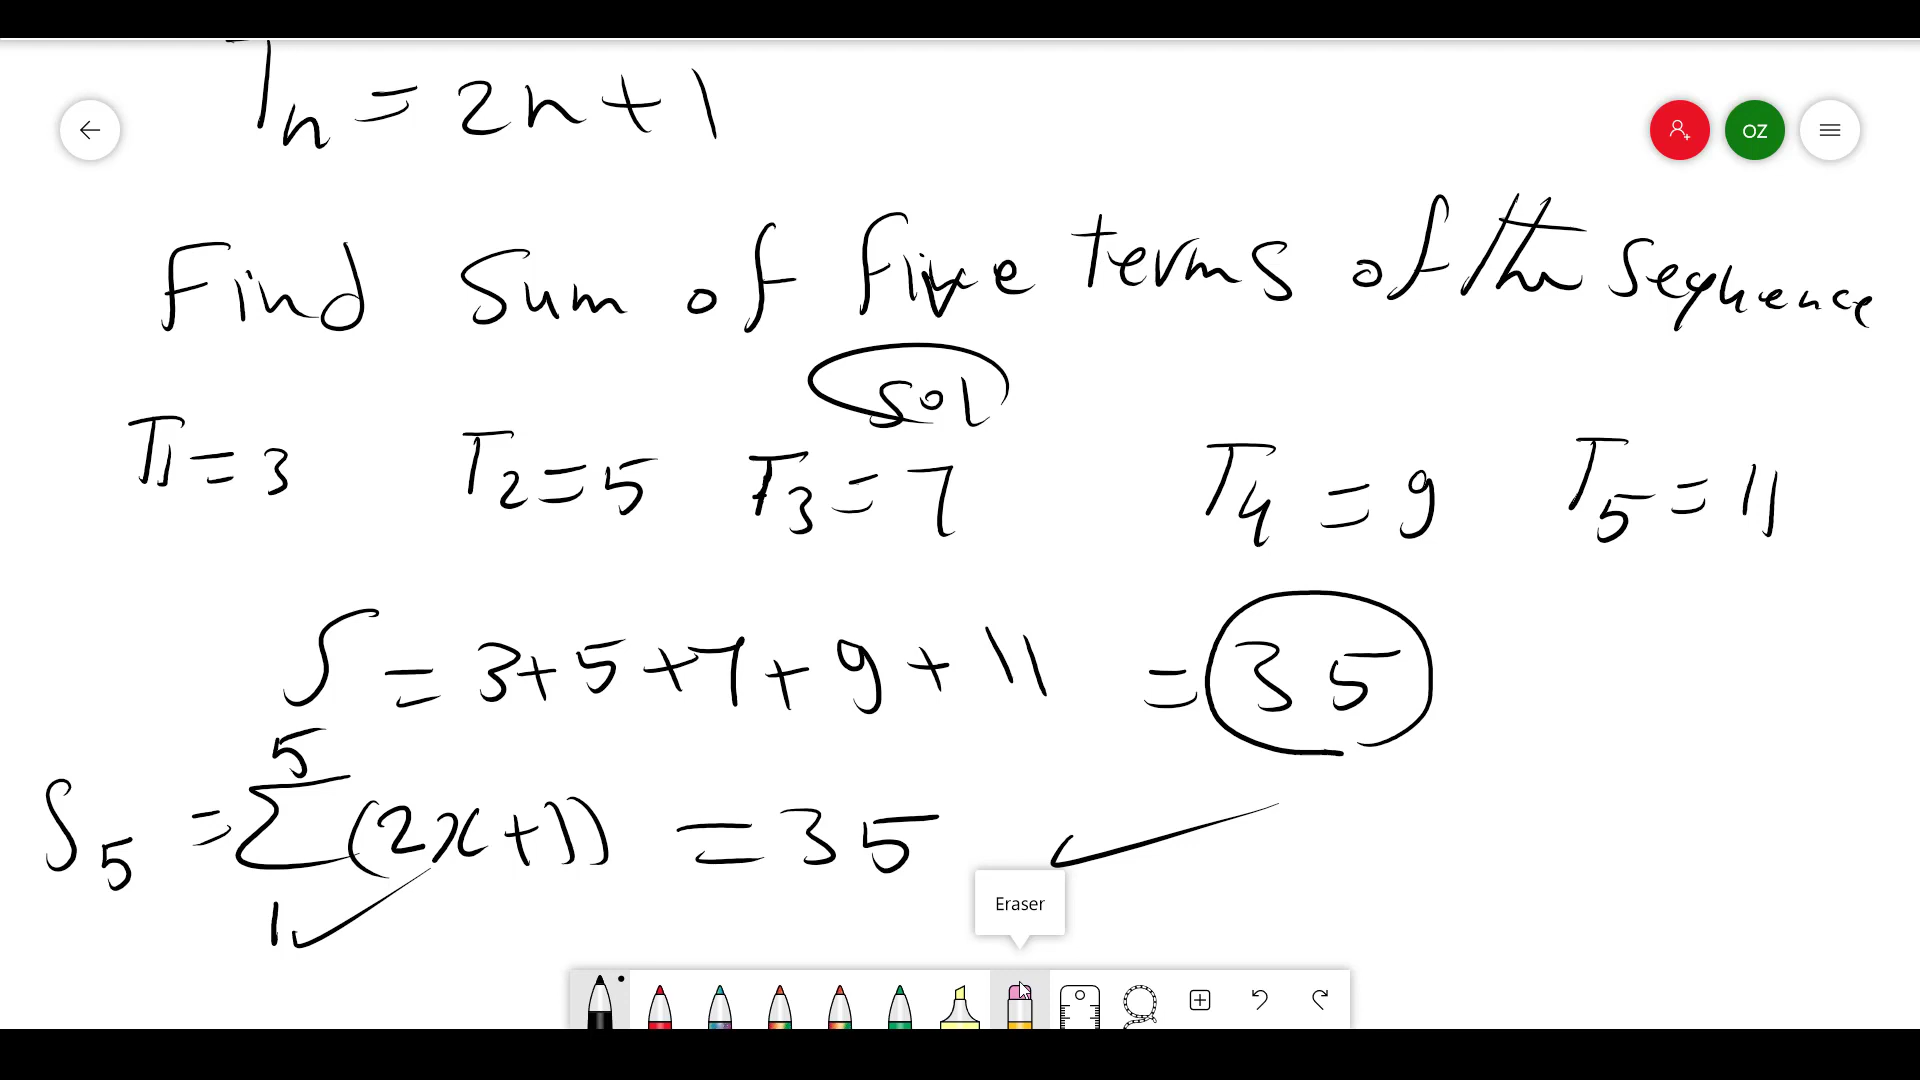 Tn = 2n + 1
OZ
Find Sum of five terms of the sequence
sol
T1 = 3 T2 = 5 T3 = 7 T4 = 9 T5 = 11
S = 3 + 5 + 7 + 9 + 11 = 35
5
S5 = Σ (2x + 1) = 35
1
Eraser